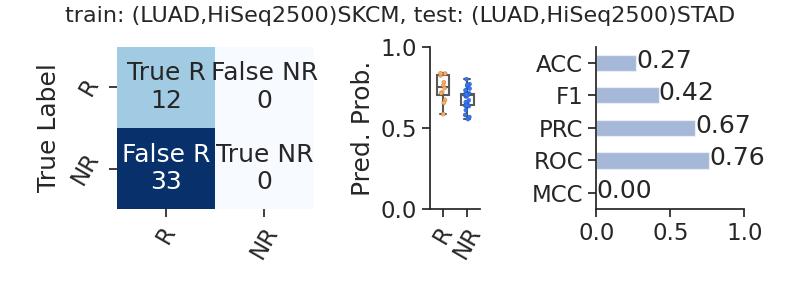 train: (LUAD,HiSeq2500)SKCM, test: (LUAD,HiSeq2500)STAD
True Label
R
NR
True R
12
False NR
0
False R
33
True NR
0
R
NR
Pred. Prob.
1.0
0.5
0.0
R
NR
ACC
0.27
F1
0.42
PRC
0.67
ROC
0.76
MCC
0.00
0.0
0.5
1.0